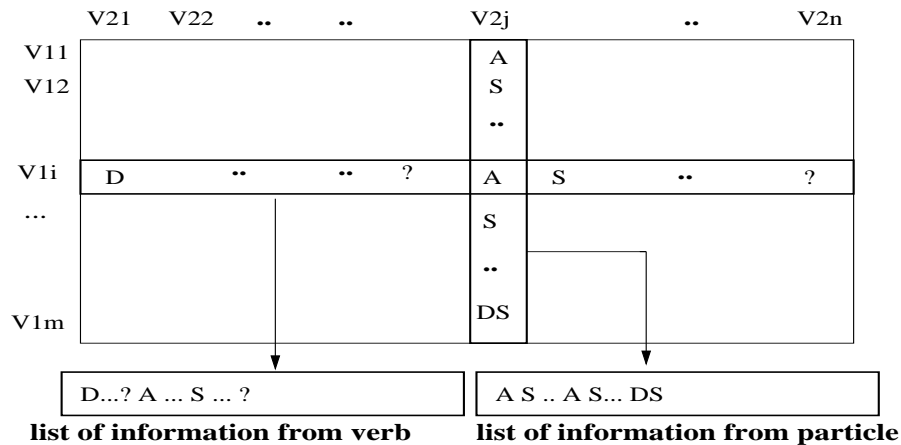 V21 V22 .. .. V2j .. V2n
V11 A
V12 S
..
V1i D .. .. ? A S .. ?
... S
..
V1m DS
D...? A ... S ... ? A S .. A S... DS
list of information from verb list of information from particle